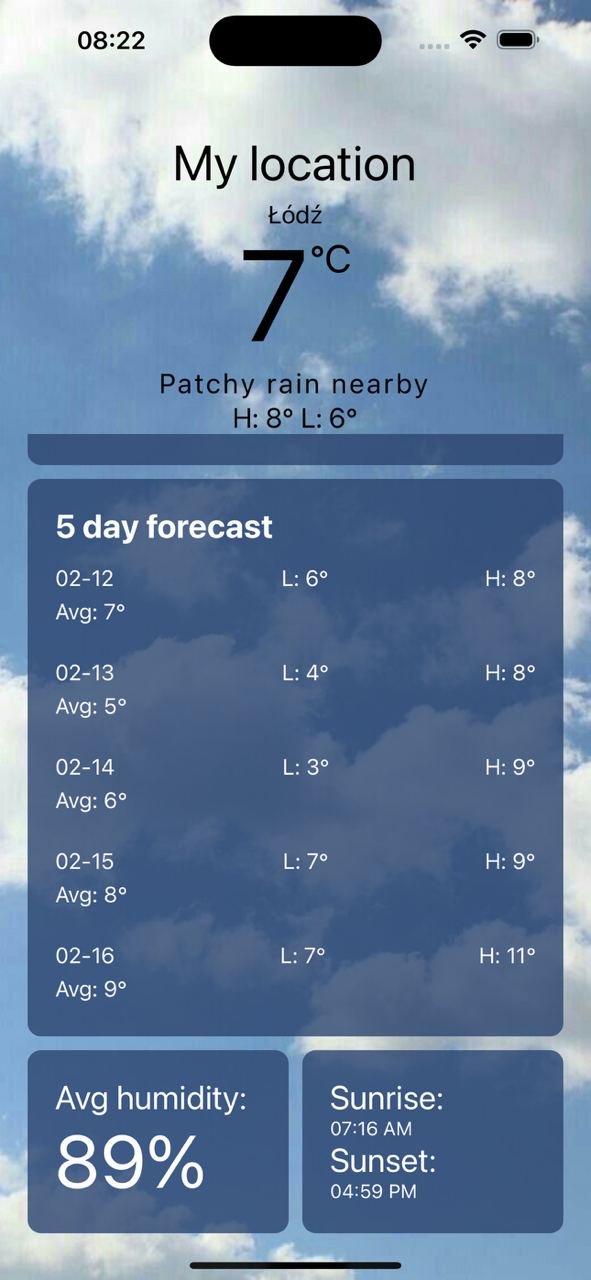 08:22
My location
Łódź
7°C
Patchy rain nearby
H: 8° L: 6°
5 day forecast
02-12 L: 6° H: 8°
Avg: 7°
02-13 L: 4° H: 8°
Avg: 5°
02-14 L: 3° H: 9°
Avg: 6°
02-15 L: 7° H: 9°
Avg: 8°
02-16 L: 7° H: 11°
Avg: 9°
Avg humidity:
89%
Sunrise:
07:16 AM
Sunset:
04:59 PM